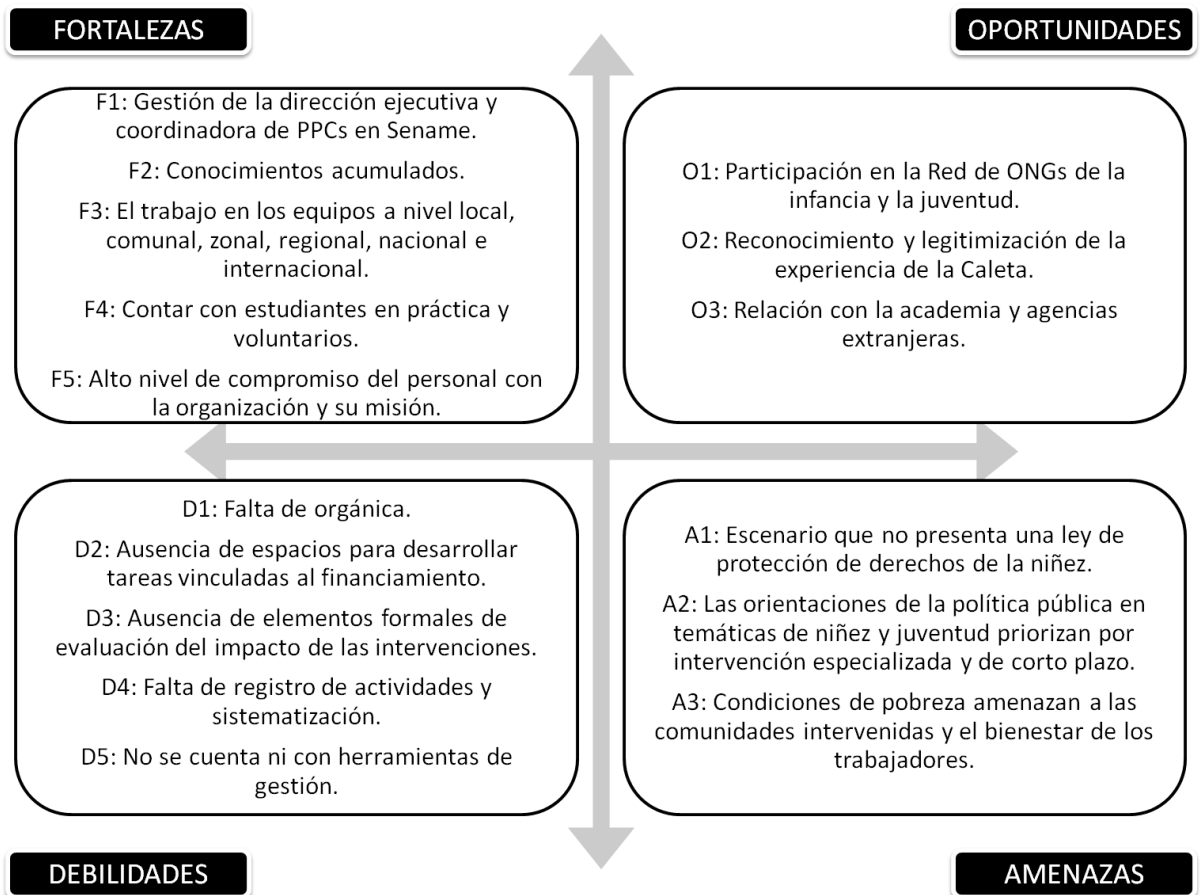 FORTALEZAS
F1: Gestión de la dirección ejecutiva y
coordinadora de PPCs en Sename.
F2: Conocimientos acumulados.
F3: El trabajo en los equipos a nivel local,
comunal, zonal, regional, nacional e
internacional.
F4: Contar con estudiantes en práctica y
voluntarios.
F5: Alto nivel de compromiso del personal con
la organización y su misión.
OPORTUNIDADES
O1: Participación en la Red de ONGs de la
infancia y la juventud.
O2: Reconocimiento y legitimización de la
experiencia de la Caleta.
O3: Relación con la academia y agencias
extranjeras.
D1: Falta de orgánica.
D2: Ausencia de espacios para desarrollar
tareas vinculadas al financiamiento.
D3: Ausencia de elementos formales de
evaluación del impacto de las intervenciones.
D4: Falta de registro de actividades y
sistematización.
D5: No se cuenta ni con herramientas de
gestión.
DEBILIDADES
A1: Escenario que no presenta una ley de
protección de derechos de la niñez.
A2: Las orientaciones de la política pública en
temáticas de niñez y juventud priorizan por
intervención especializada y de corto plazo.
A3: Condiciones de pobreza amenazan a las
comunidades intervenidas y el bienestar de los
trabajadores.
AMENAZAS